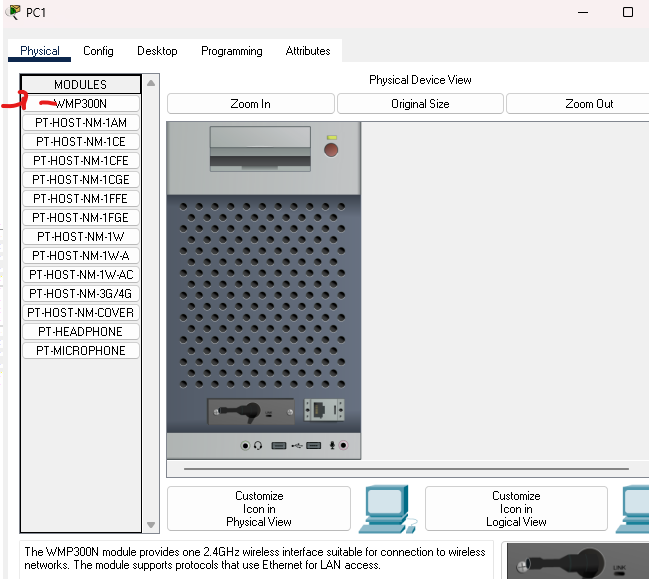 PC1
Physical Config Desktop Programming Attributes
MODULES
WMP300N
PT-HOST-NM-1AM
PT-HOST-NM-1CE
PT-HOST-NM-1CFE
PT-HOST-NM-1CGE
PT-HOST-NM-1FFE
PT-HOST-NM-1FGE
PT-HOST-NM-1W
PT-HOST-NM-1W-A
PT-HOST-NM-1W-AC
PT-HOST-NM-3G/4G
PT-HOST-NM-COVER
PT-HEADPHONE
PT-MICROPHONE
Physical Device View
Zoom In Original Size Zoom Out
Customize
Icon in
Physical View
Customize
Icon in
Logical View
The WMP300N module provides one 2.4GHz wireless interface suitable for connection to wireless
networks. The module supports protocols that use Ethernet for LAN access.
LINK